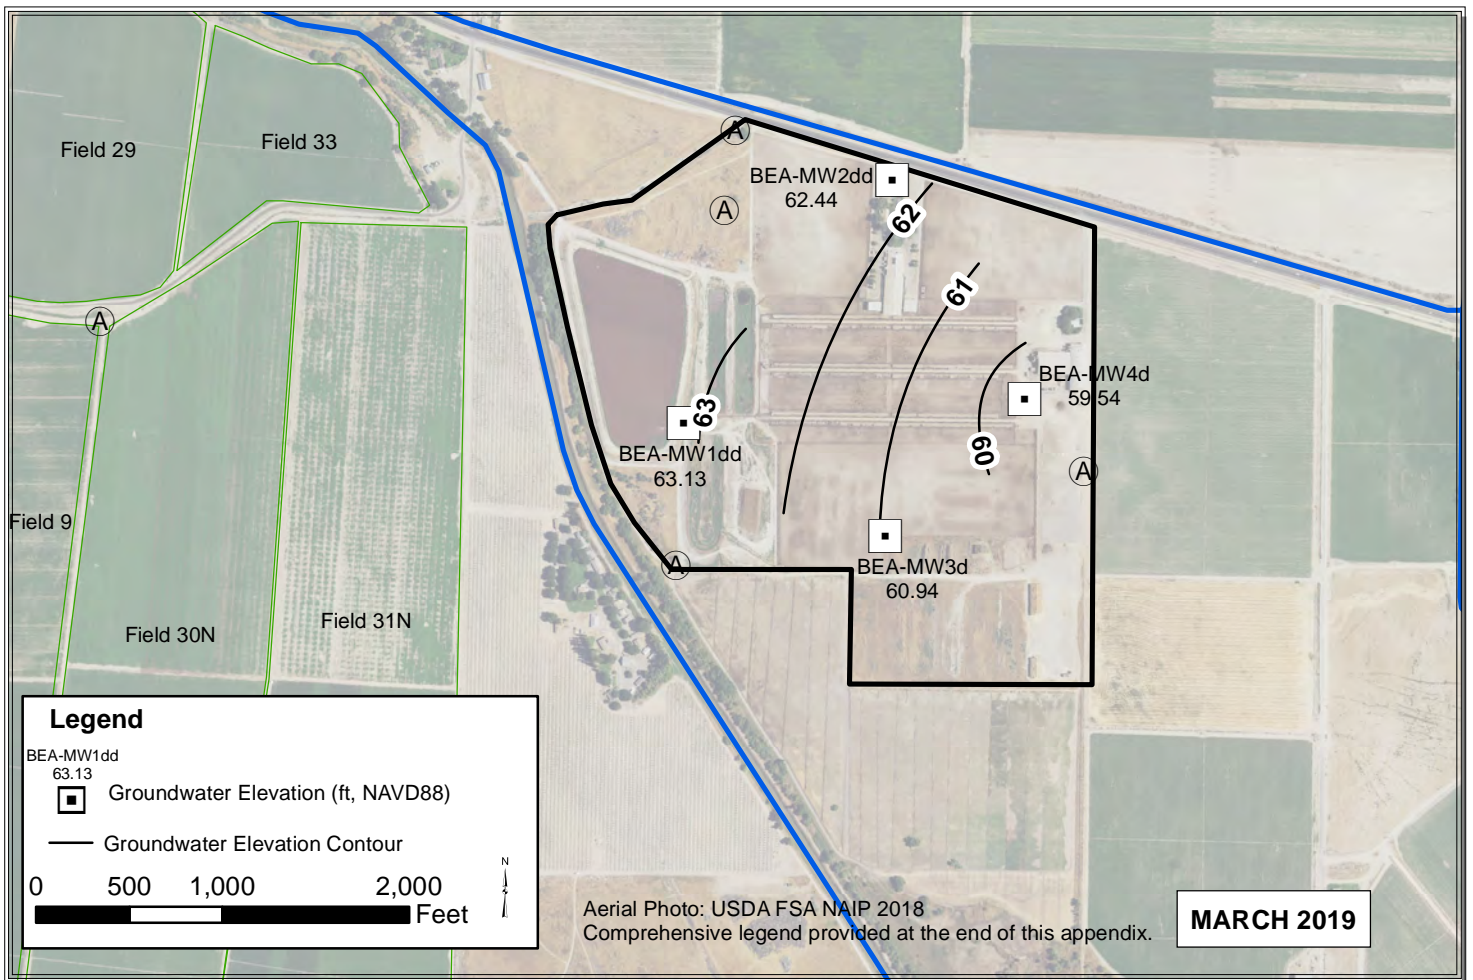 Field 29
Field 33
A
BEA-MW2dd
62.44
A
62
61
A
BEA-MW4d
59.54
63
BEA-MW1dd
63.13
60
A
Field 9
A
BEA-MW3d
60.94
Field 30N
Field 31N
Legend
BEA-MW1dd
63.13
Groundwater Elevation (ft, NAVD88)
Groundwater Elevation Contour
N
0 500 1,000 2,000
Feet
Aerial Photo: USDA FSA NAIP 2018
Comprehensive legend provided at the end of this appendix.
MARCH 2019